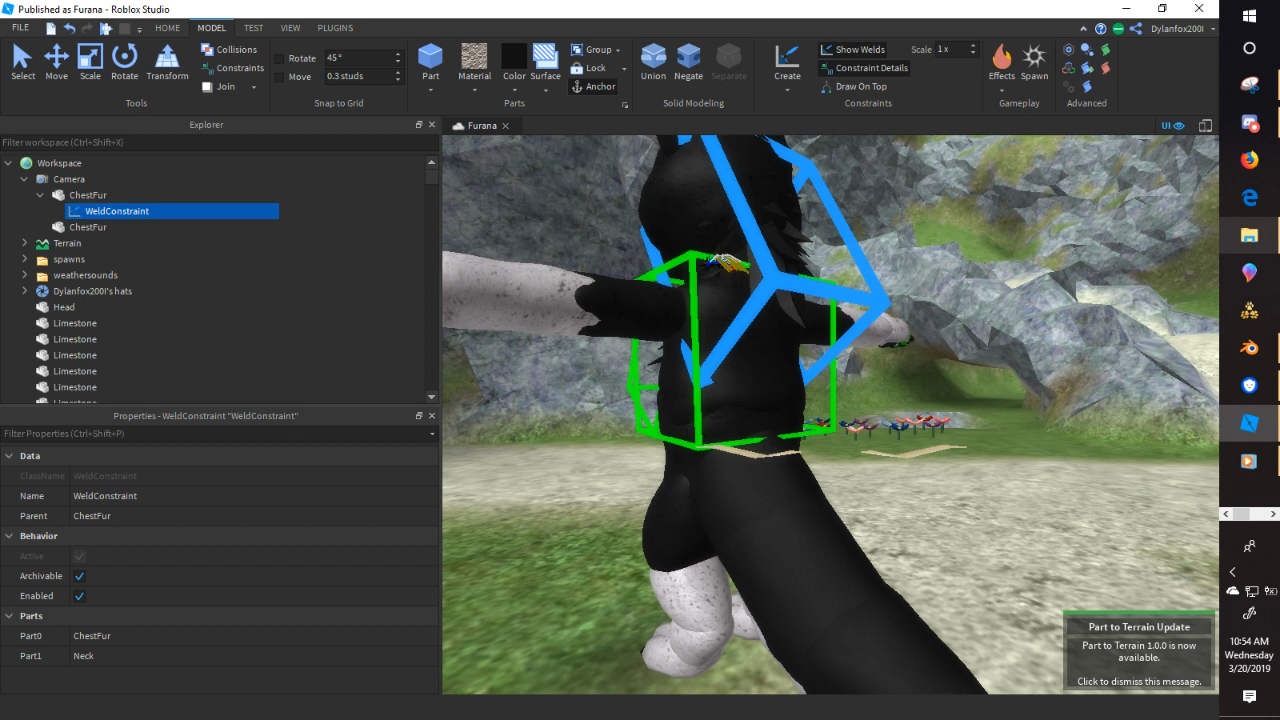 Published as Furana - Roblox Studio
FILE HOME MODEL TEST VIEW PLUGINS Dylanfox200I
Select Move Scale Rotate Transform
Collisions
Constraints
Join
Tools
Rotate 45°
Move 0.3 studs
Snap to Grid
Part Material Color Surface
Group
Lock
Anchor
Parts
Union Negate Separate
Solid Modeling
Create
Show Welds Scale 1 x
Constraint Details
Draw On Top
Constraints
Effects Spawn
Gameplay
Advanced
Explorer
Filter workspace (Ctrl+Shift+X)
Workspace
Camera
ChestFur
WeldConstraint
ChestFur
Terrain
spawns
weathersounds
Dylanfox200I's hats
Head
Limestone
Limestone
Limestone
Limestone
Limestone
Limestone
Properties - WeldConstraint "WeldConstraint"
Filter Properties (Ctrl+Shift+P)
Data
ClassName WeldConstraint
Name WeldConstraint
Parent ChestFur
Behavior
Active
Archivable
Enabled
Parts
Part0 ChestFur
Part1 Neck
Furana
UI
Part to Terrain Update
Part to Terrain 1.0.0 is now
available.
Click to dismiss this message.
10:54 AM
Wednesday
3/20/2019